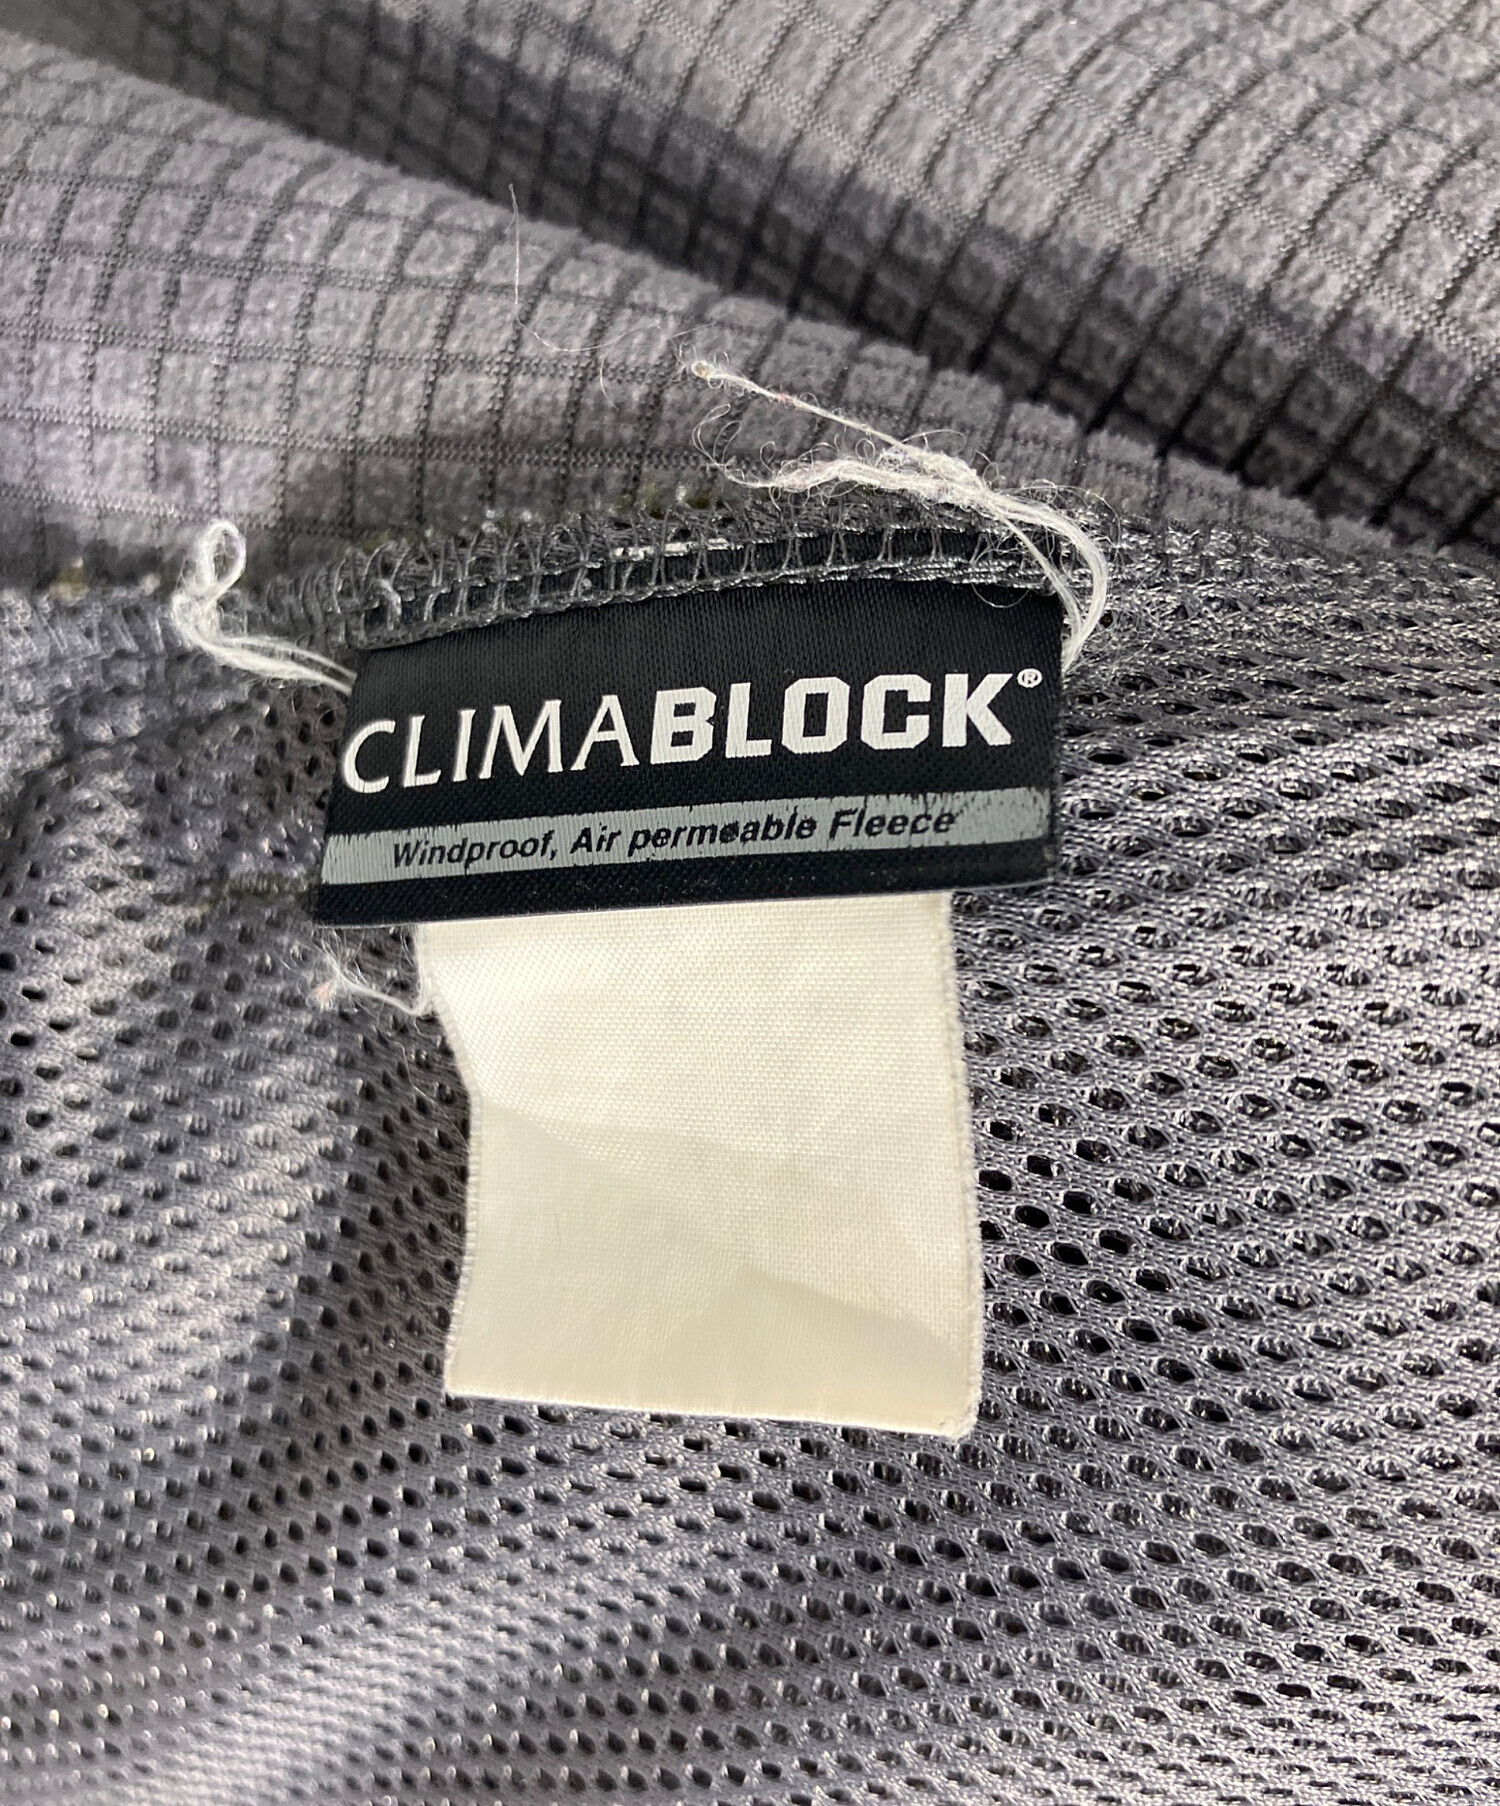 CLIMABLOCK®
Windproof, Air permeable Fleece